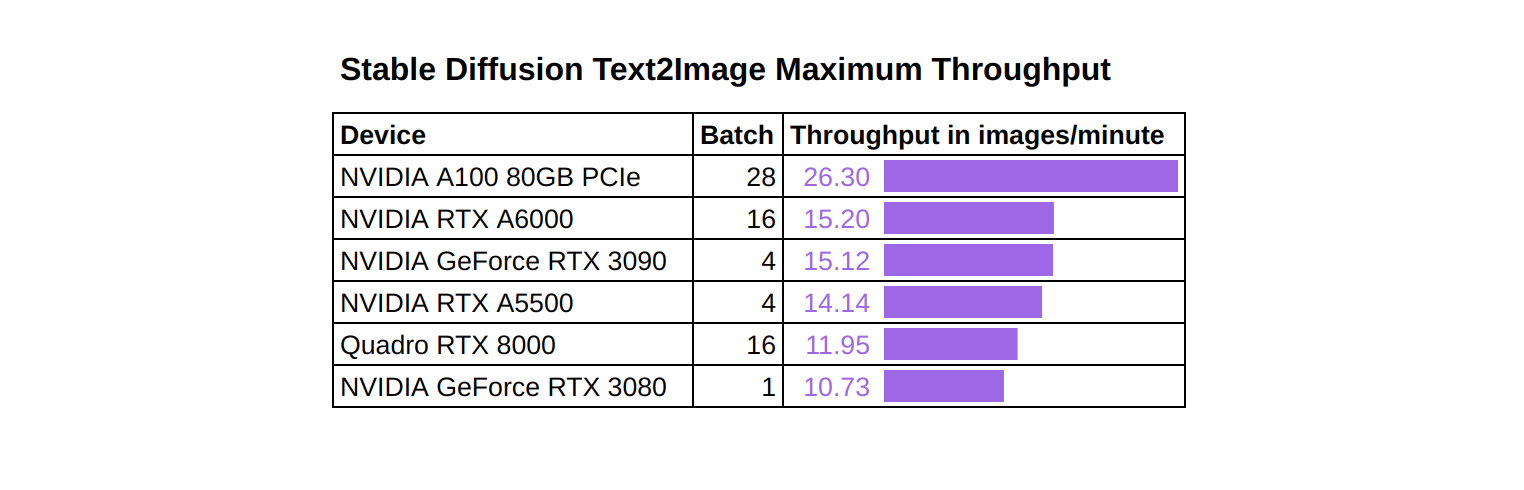 Stable Diffusion Text2Image Maximum Throughput
Device Batch Throughput in images/minute
NVIDIA A100 80GB PCIe 28 26.30
NVIDIA RTX A6000 16 15.20
NVIDIA GeForce RTX 3090 4 15.12
NVIDIA RTX A5500 4 14.14
Quadro RTX 8000 16 11.95
NVIDIA GeForce RTX 3080 1 10.73